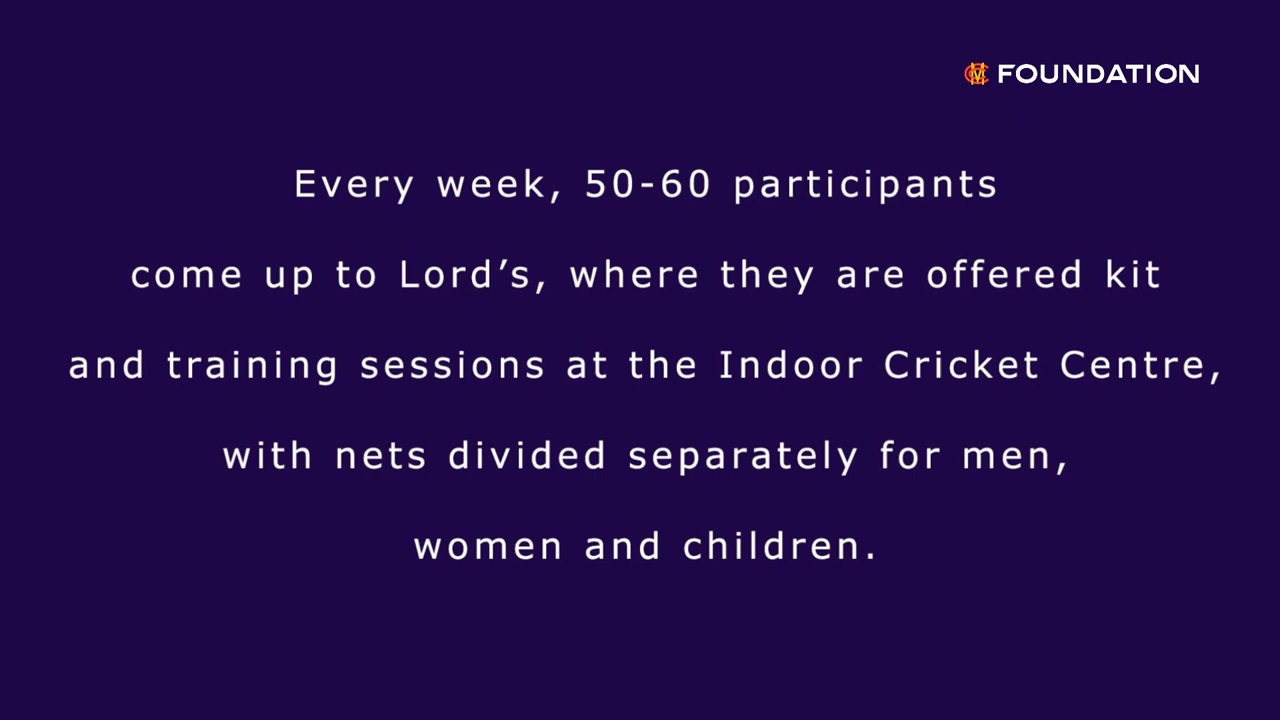 MCC FOUNDATION
Every week, 50-60 participants
come up to Lord’s, where they are offered kit
and training sessions at the Indoor Cricket Centre,
with nets divided separately for men,
women and children.